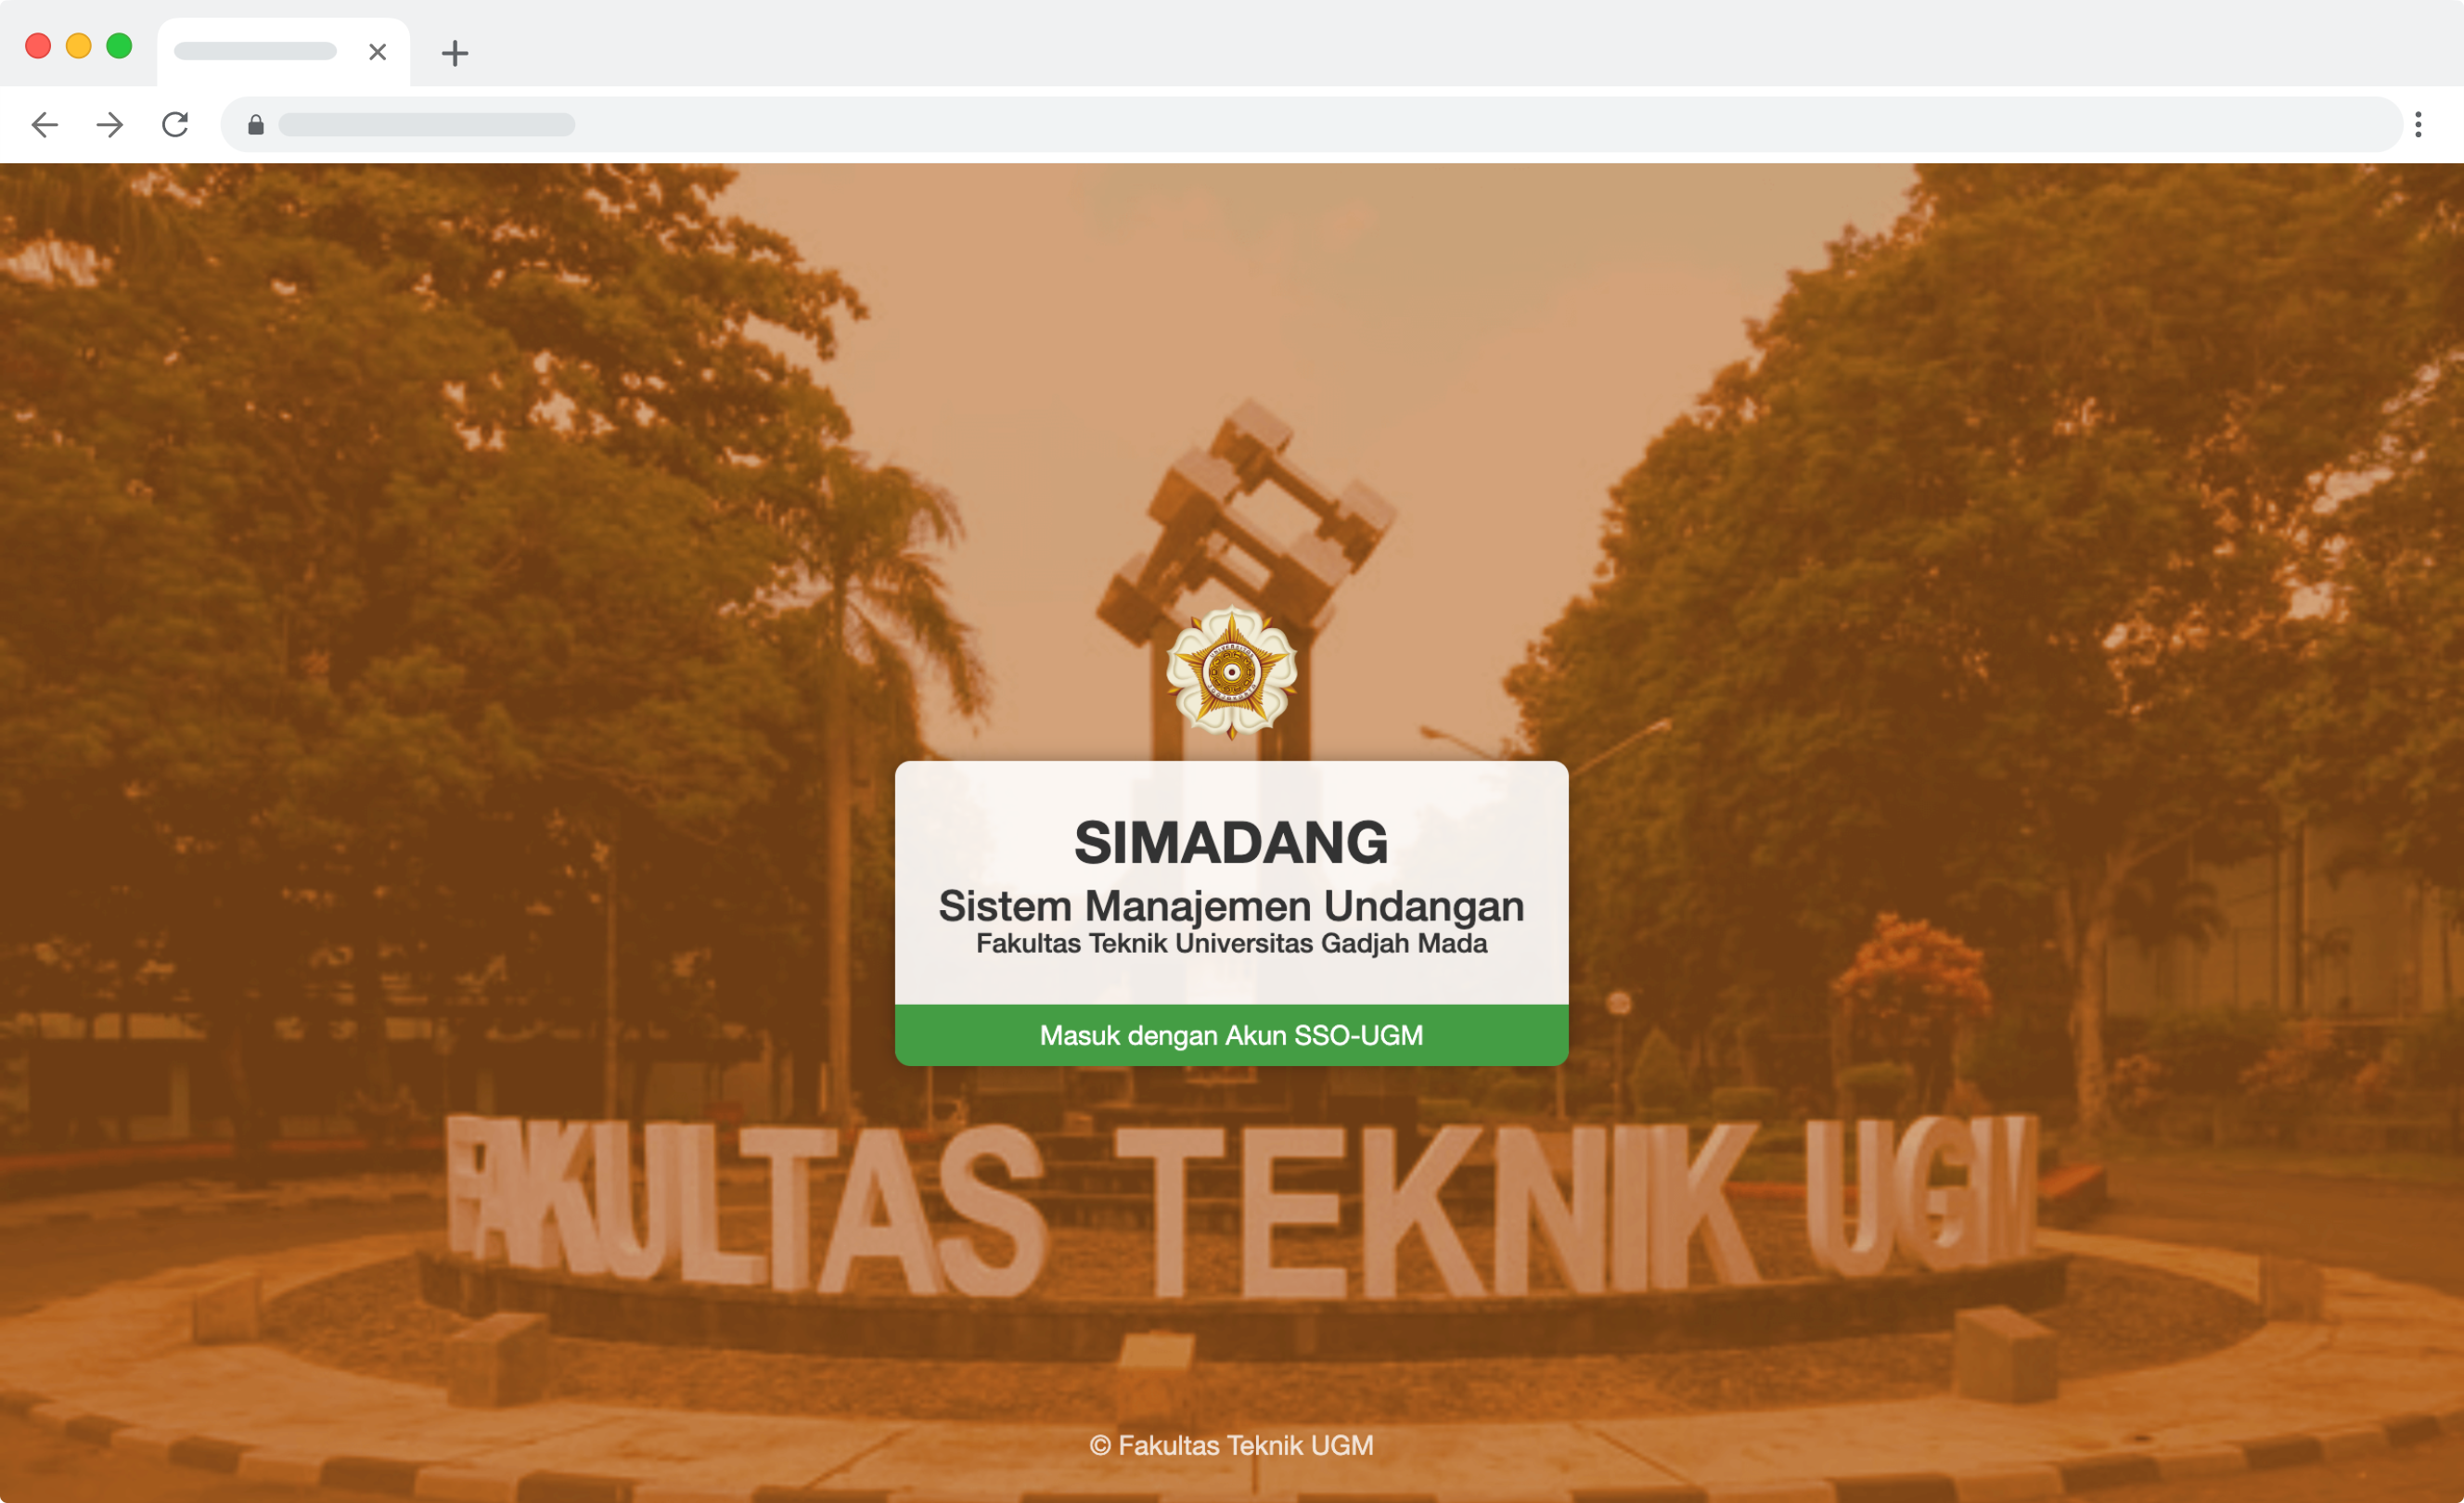 SIMADANG
Sistem Manajemen Undangan
Fakultas Teknik Universitas Gadjah Mada
Masuk dengan Akun SSO-UGM
FAKULTAS TEKNIK UGM
© Fakultas Teknik UGM